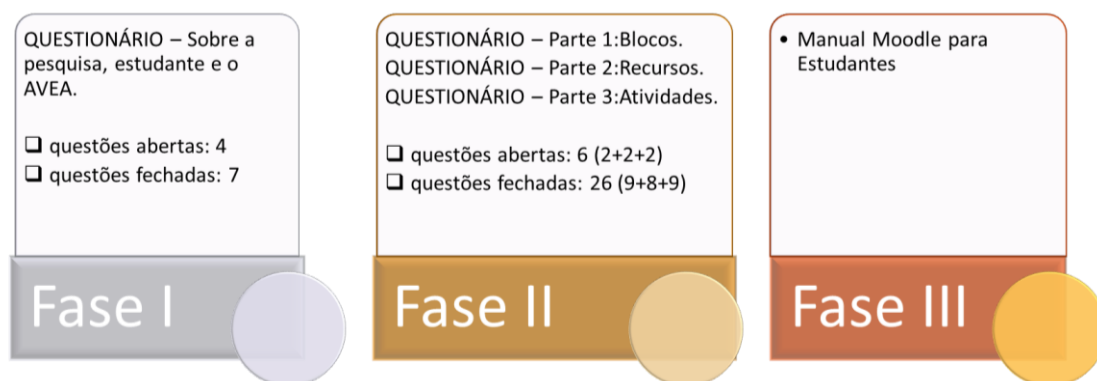 QUESTIONÁRIO – Sobre a
pesquisa, estudante e o
AVEA.
❑ questões abertas: 4
❑ questões fechadas: 7
Fase I
QUESTIONÁRIO – Parte 1:Blocos.
QUESTIONÁRIO – Parte 2:Recursos.
QUESTIONÁRIO – Parte 3:Atividades.
❑ questões abertas: 6 (2+2+2)
❑ questões fechadas: 26 (9+8+9)
Fase II
• Manual Moodle para
Estudantes
Fase III